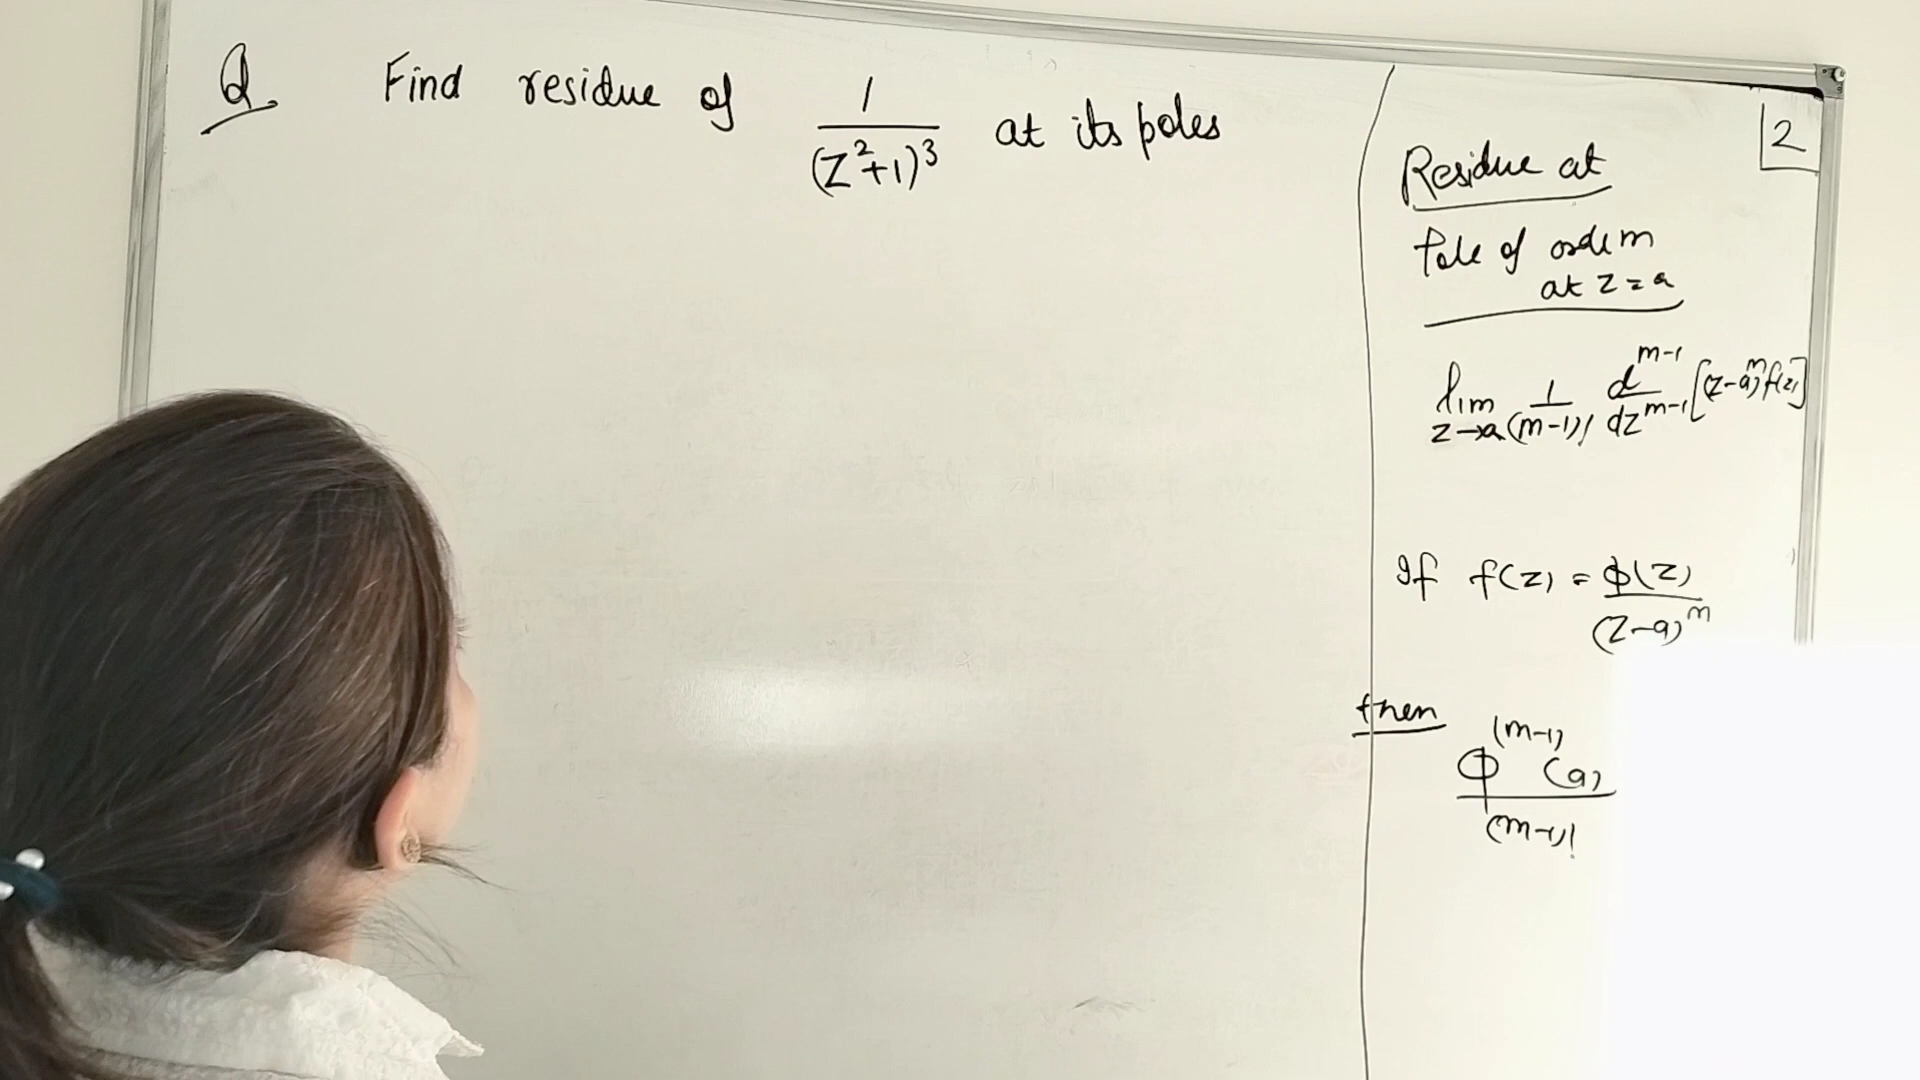 Q Find residue of 1/(Z²+1)³ at its poles
2
Residue at
Pole of order m
at z = a
lim z→a 1/(m-1)! d^(m-1)/dz^(m-1) [(z-a)^m f(z)]
If f(z) = ϕ(z)/(z-a)^m
then
ϕ^(m-1)(a)/(m-1)!